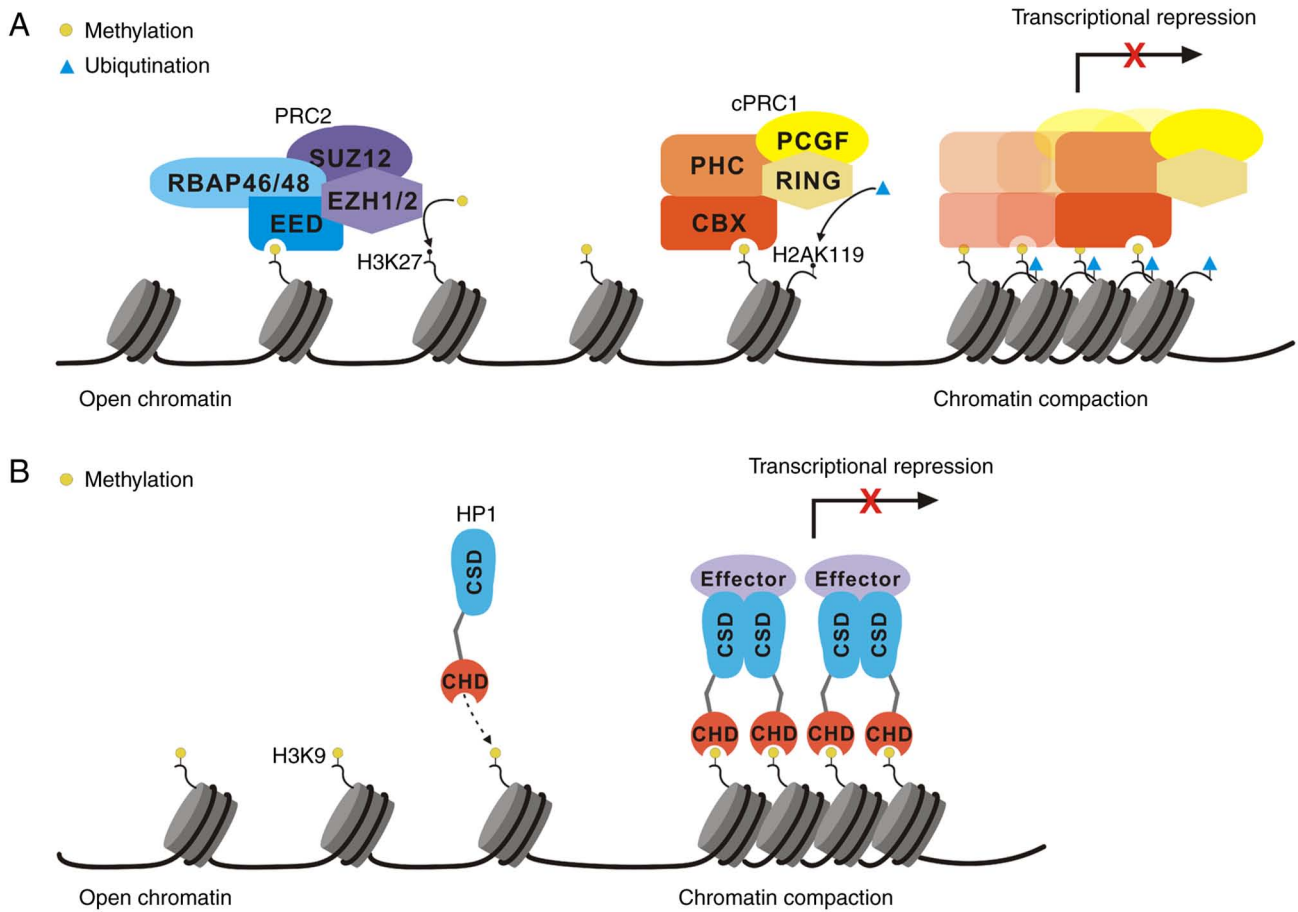 A
Methylation
Ubiqutination
Transcriptional repression
X
PRC2
SUZ12
RBAP46/48
EZH1/2
EED
H3K27
cPRC1
PCGF
PHC
RING
CBX
H2AK119
Open chromatin
Chromatin compaction
B
Methylation
Transcriptional repression
X
HP1
CSD
CHD
Effector
Effector
CSD
CSD
CSD
CSD
CHD
CHD
CHD
CHD
H3K9
Open chromatin
Chromatin compaction